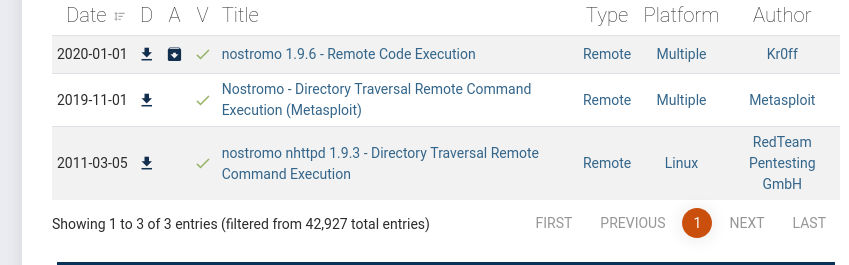 Date D A V Title Type Platform Author
2020-01-01 nostromo 1.9.6 - Remote Code Execution Remote Multiple Kr0ff
2019-11-01 Nostromo - Directory Traversal Remote Command Execution (Metasploit) Remote Multiple Metasploit
2011-03-05 nostromo nhttpd 1.9.3 - Directory Traversal Remote Command Execution Remote Linux RedTeam Pentesting GmbH
Showing 1 to 3 of 3 entries (filtered from 42,927 total entries) FIRST PREVIOUS 1 NEXT LAST